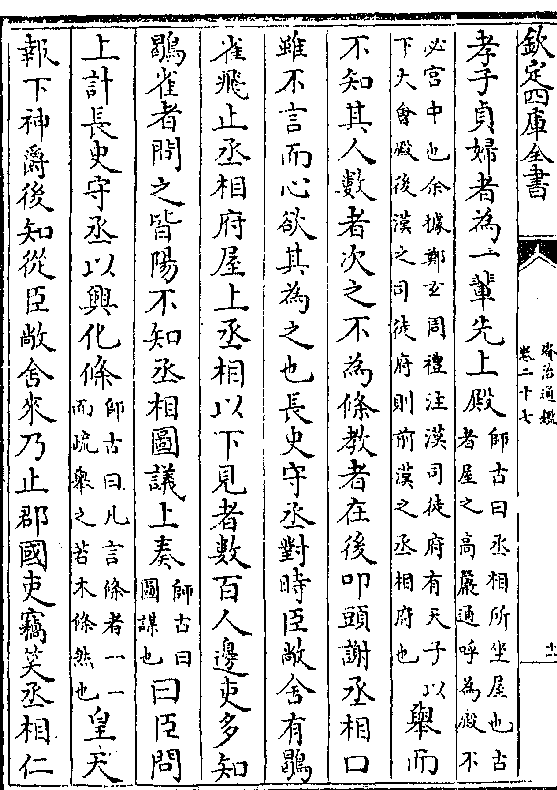 欽定四庫全書
資治通鑑
卷二十七
十一
孝子貞婦者為一輩先上殿
師古曰丞相所坐屋也古
者屋之高嚴通呼為殿不
必宮中也余據鄭玄周禮注漢司徒府有天子以
下大會殿後漢之司徒府則前漢之丞相府也
舉而
不知其人數者次之不為條教者在後叩頭謝丞相口
雖不言而心欲其為之也長史守丞對時臣敞舍有鶡
雀飛止丞相府屋上丞相以下見者數百人邊吏多知
鶡雀者問之皆陽不知丞相圖議上奏
師古曰
圖謀也
曰臣問
上計長史守丞以興化條
師古曰凡言條者一一
而疏舉之若木條然也
皇天
報下神爵後知從臣敞舍來乃止郡國吏竊笑丞相仁